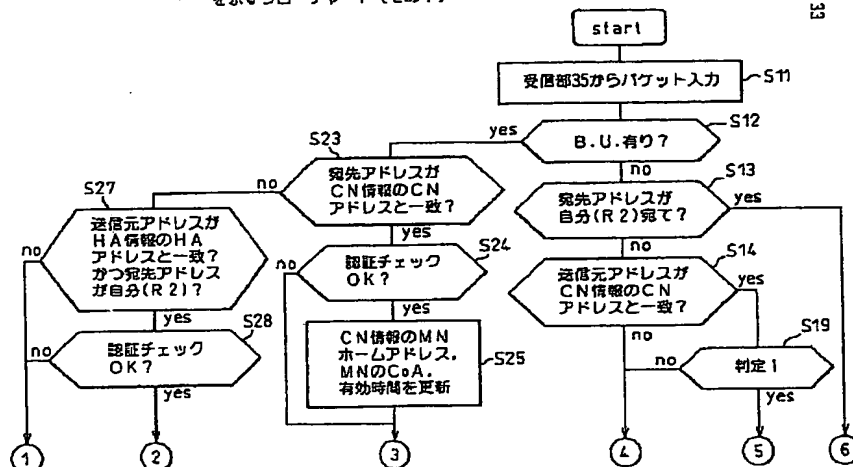 33
start
受信部35からパケット入力
S11
B.U.有り?
S12
yes
no
S23
宛先アドレスが
CN情報のCN
アドレスと一致?
no
yes
S13
宛先アドレスが
自分(R2)宛て?
yes
no
S27
送信元アドレスが
HA情報のHA
アドレスと一致?
かつ宛先アドレス
が自分(R2)?
no
yes
S24
認証チェック
OK?
no
yes
S14
送信元アドレスが
CN情報のCN
アドレスと一致?
yes
no
S28
認証チェック
OK?
no
yes
CN情報のMN
ホームアドレス.
MNのCoA.
有効時間を更新
S25
S19
判定1
no
yes
1
2
3
4
5
6